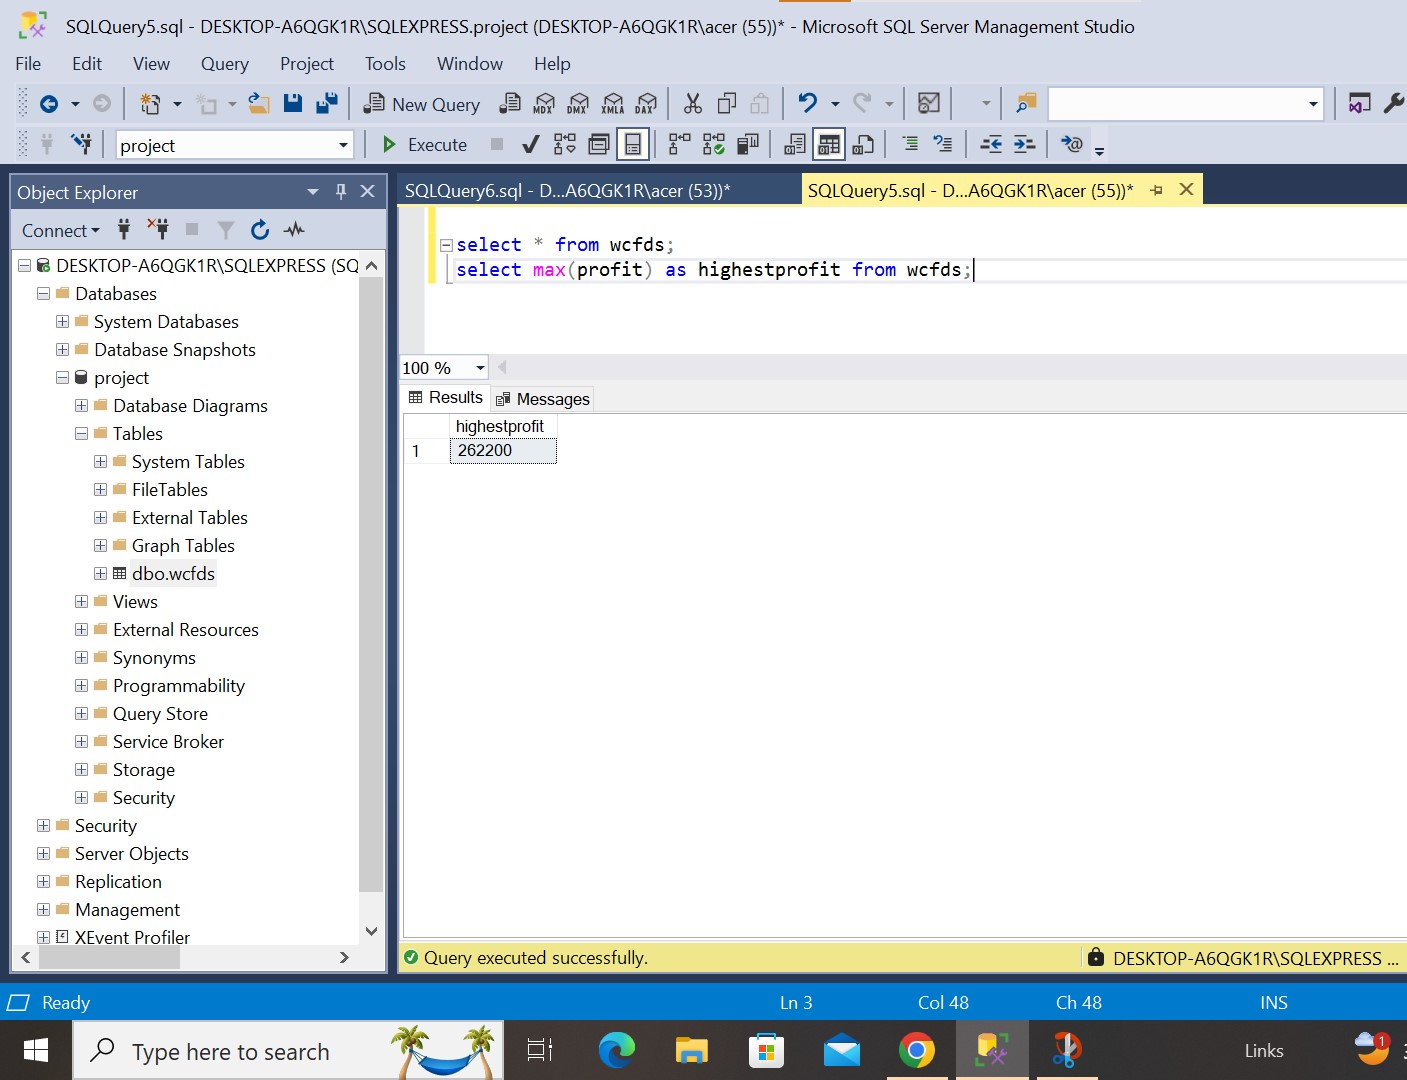 SQLQuery5.sql - DESKTOP-A6QGK1R\SQLEXPRESS.project (DESKTOP-A6QGK1R\acer (55))* - Microsoft SQL Server Management Studio
File Edit View Query Project Tools Window Help
New Query MDX DMX XMLA DAX
project Execute
Object Explorer
SQLQuery6.sql - D...A6QGK1R\acer (53))* SQLQuery5.sql - D...A6QGK1R\acer (55))*
Connect
DESKTOP-A6QGK1R\SQLEXPRESS (SQ
Databases
System Databases
Database Snapshots
project
Database Diagrams
Tables
System Tables
FileTables
External Tables
Graph Tables
dbo.wcfds
Views
External Resources
Synonyms
Programmability
Query Store
Service Broker
Storage
Security
Security
Server Objects
Replication
Management
XEvent Profiler
select * from wcfds;
select max(profit) as highestprofit from wcfds;
100 %
Results Messages
highestprofit
1 262200
Query executed successfully. DESKTOP-A6QGK1R\SQLEXPRESS ...
Ready Ln 3 Col 48 Ch 48 INS
Type here to search Links 1